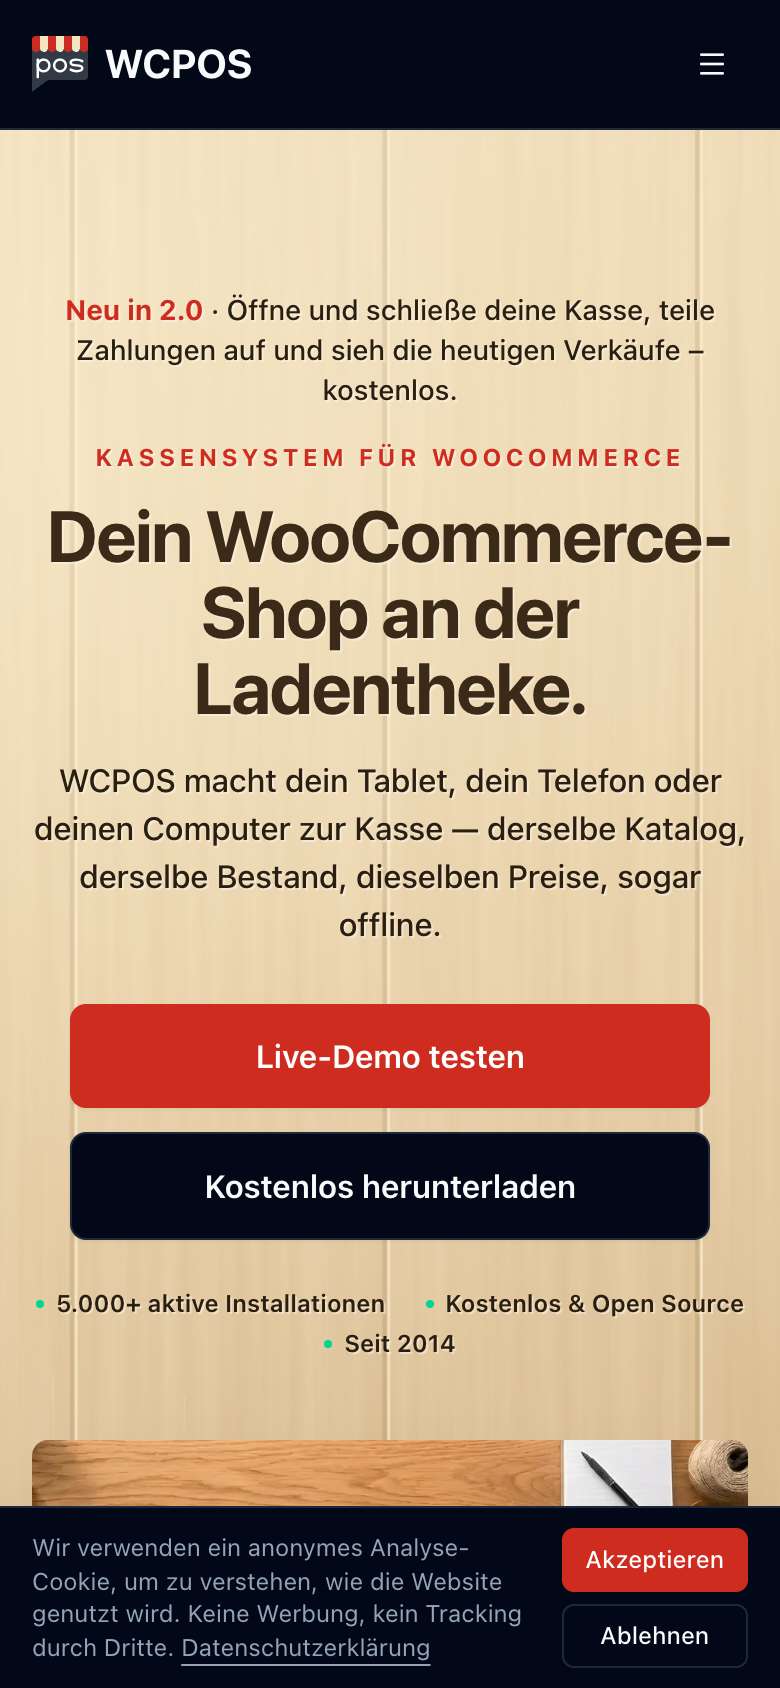 pos WCPOS
Neu in 2.0 · Öffne und schließe deine Kasse, teile
Zahlungen auf und sieh die heutigen Verkäufe –
kostenlos.
KASSENSYSTEM FÜR WOOCOMMERCE
Dein WooCommerce-
Shop an der
Ladentheke.
WCPOS macht dein Tablet, dein Telefon oder
deinen Computer zur Kasse — derselbe Katalog,
derselbe Bestand, dieselben Preise, sogar
offline.
Live-Demo testen
Kostenlos herunterladen
• 5.000+ aktive Installationen • Kostenlos & Open Source
• Seit 2014
Wir verwenden ein anonymes Analyse-
Cookie, um zu verstehen, wie die Website
genutzt wird. Keine Werbung, kein Tracking
durch Dritte. Datenschutzerklärung
Akzeptieren
Ablehnen